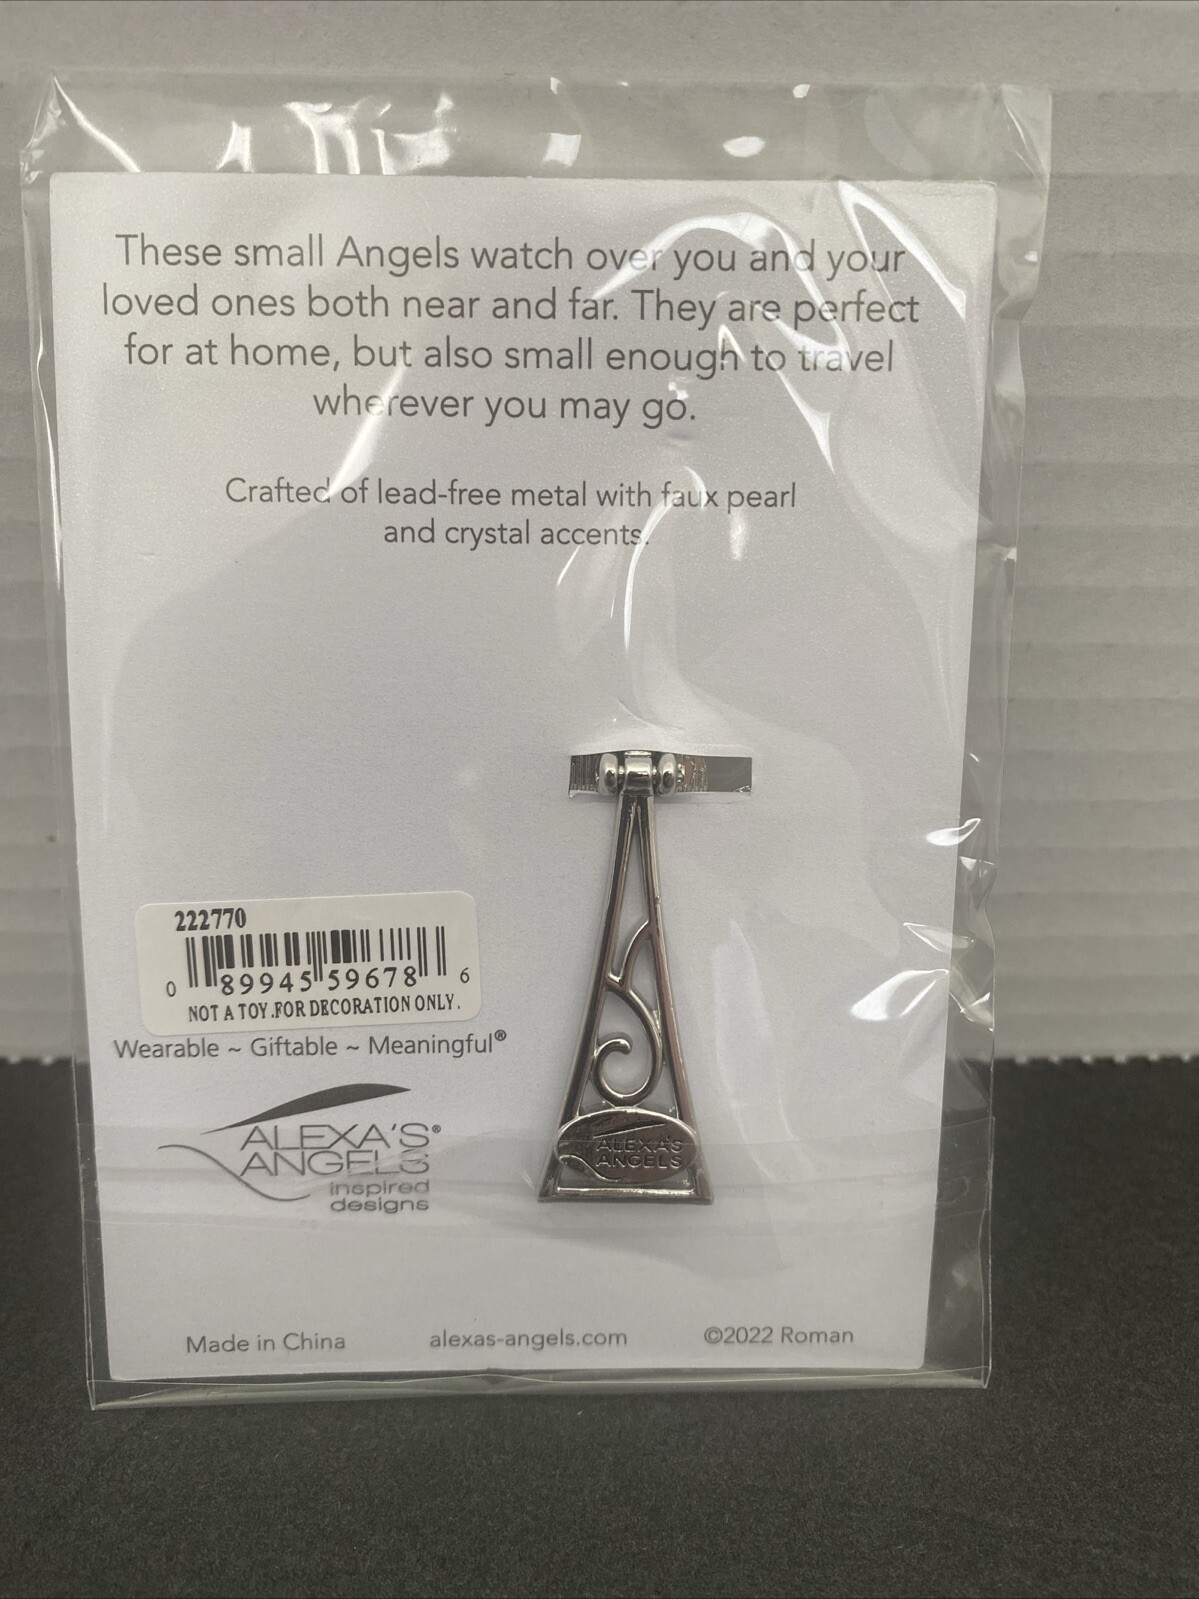 These small Angels watch over you and your
loved ones both near and far. They are perfect
for at home, but also small enough to travel
wherever you may go.
Crafted of lead-free metal with faux pearl
and crystal accents.
222770
0 89945 59678 6
NOT A TOY.FOR DECORATION ONLY.
Wearable ~ Giftable ~ Meaningful®
ALEXA'S®
ANGELS
inspired
designs
ALEXA'S
ANGELS
Made in China alexas-angels.com ©2022 Roman